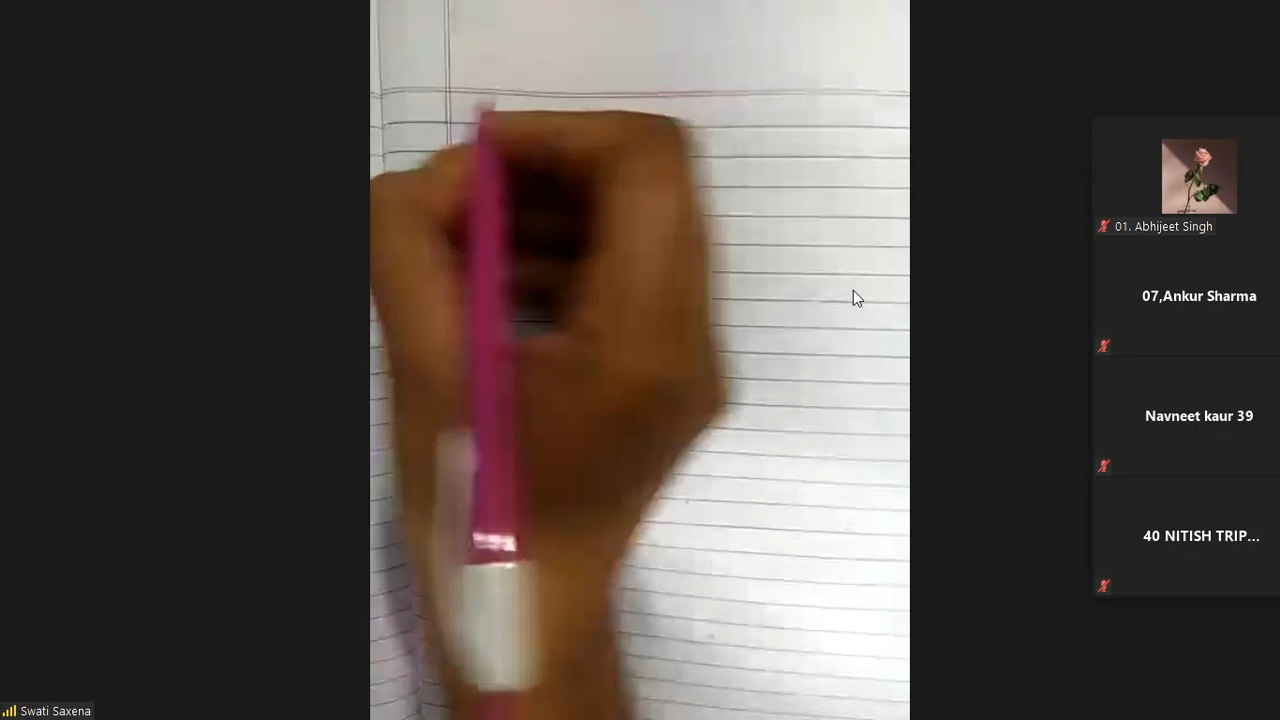 01. Abhijeet Singh
07,Ankur Sharma
Navneet kaur 39
40 NITISH TRIP...
Swati Saxena